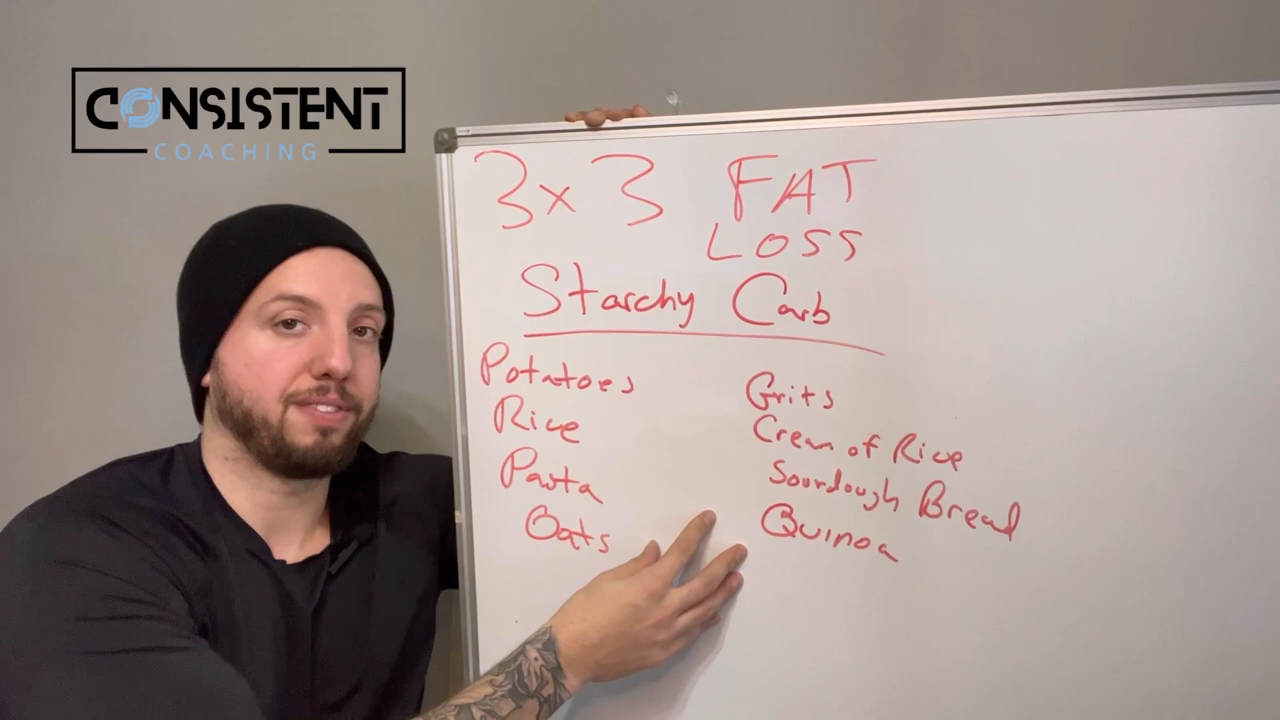 CONSISTENT
COACHING
3x3 FAT
LOSS
Starchy Carb
Potatoes
Rice
Pasta
Oats
Grits
Cream of Rice
Sourdough Bread
Quinoa